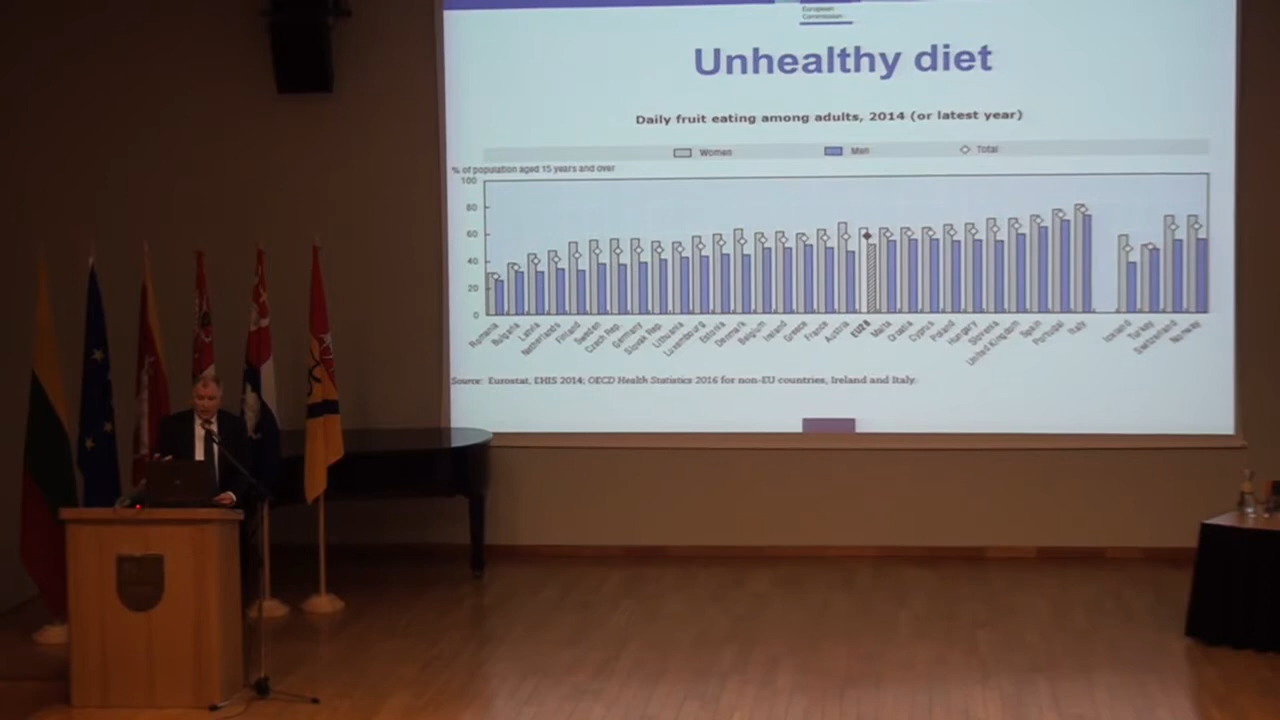 European
Commission
Unhealthy diet
Daily fruit eating among adults, 2014 (or latest year)
Women Men Total
% of population aged 15 years and over
100
80
60
40
20
0
Romania Bulgaria Latvia Netherlands Finland Sweden Czech Rep. Germany Slovak Rep. Lithuania Luxembourg Estonia Denmark Belgium Ireland Greece France Austria EU28 Malta Croatia Cyprus Poland Hungary Slovenia United Kingdom Spain Portugal Italy Iceland Turkey Switzerland Norway
Source: Eurostat, EHIS 2014; OECD Health Statistics 2016 for non-EU countries, Ireland and Italy.